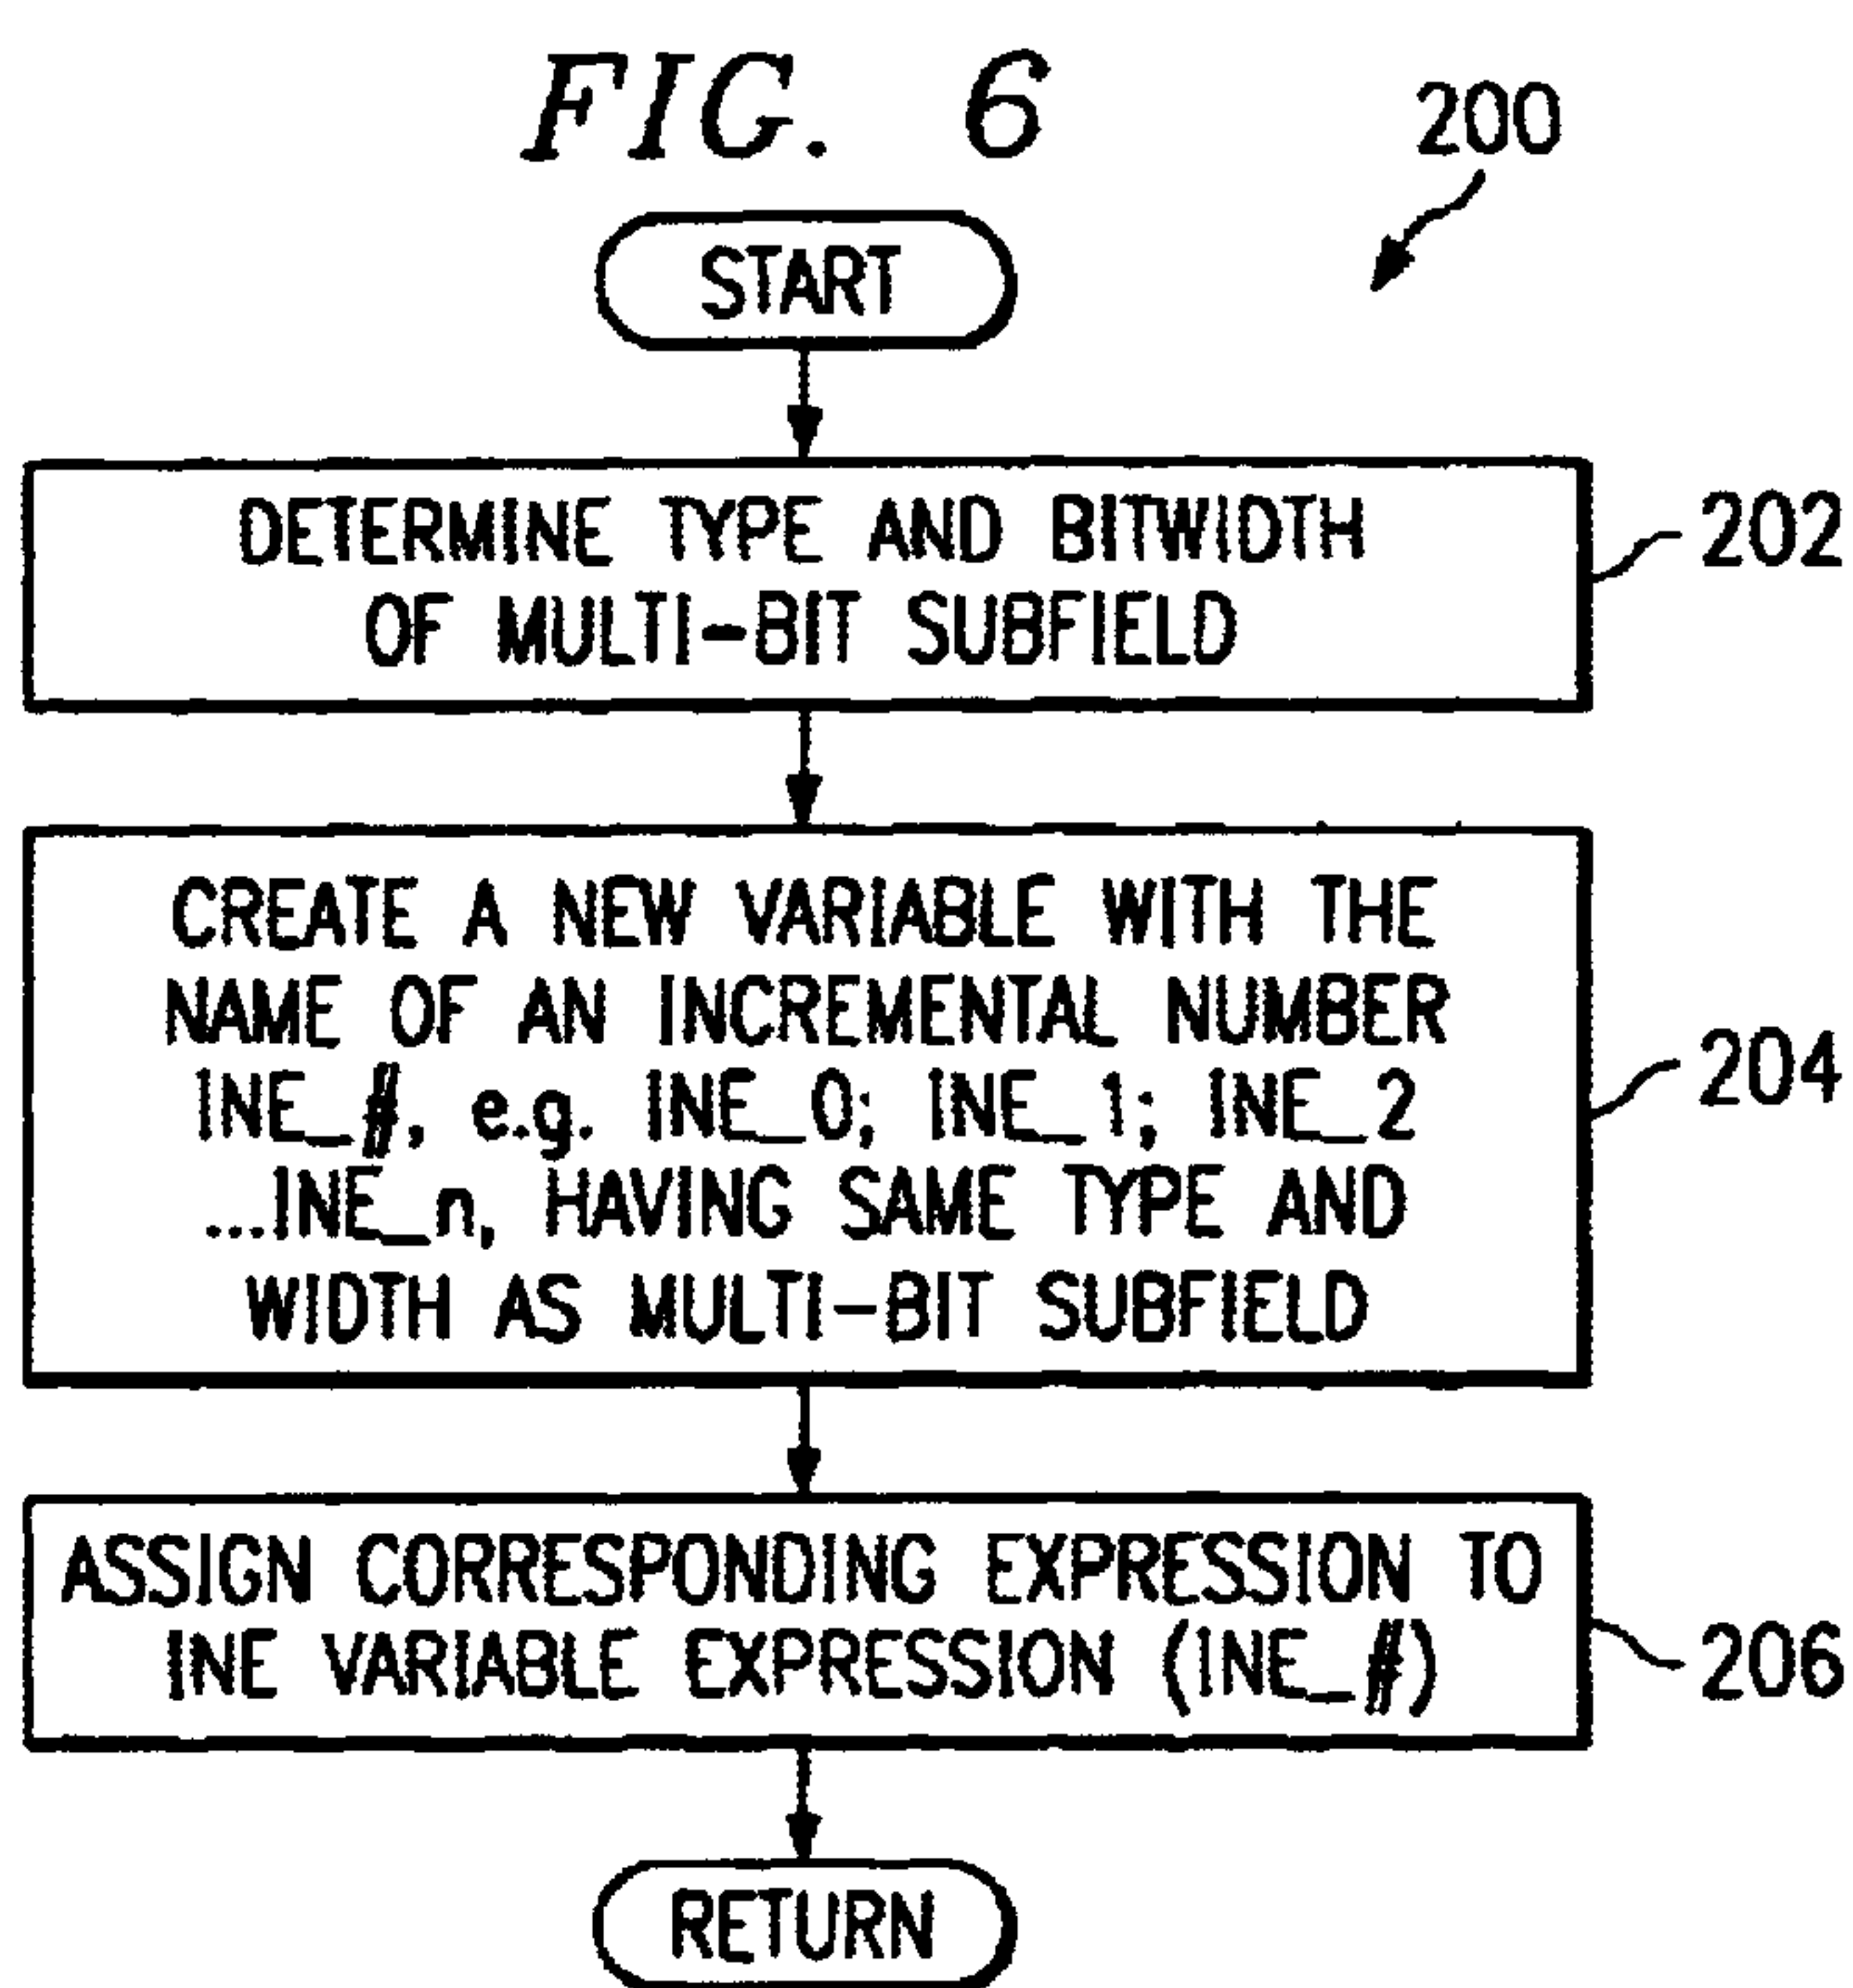 FIG. 6
200
START
DETERMINE TYPE AND BITWIDTH
OF MULTI-BIT SUBFIELD
202
CREATE A NEW VARIABLE WITH THE
NAME OF AN INCREMENTAL NUMBER
INE_#, e.g. INE_0; INE_1; INE_2
...INE_n, HAVING SAME TYPE AND
WIDTH AS MULTI-BIT SUBFIELD
204
ASSIGN CORRESPONDING EXPRESSION TO
INE VARIABLE EXPRESSION (INE_#)
206
RETURN